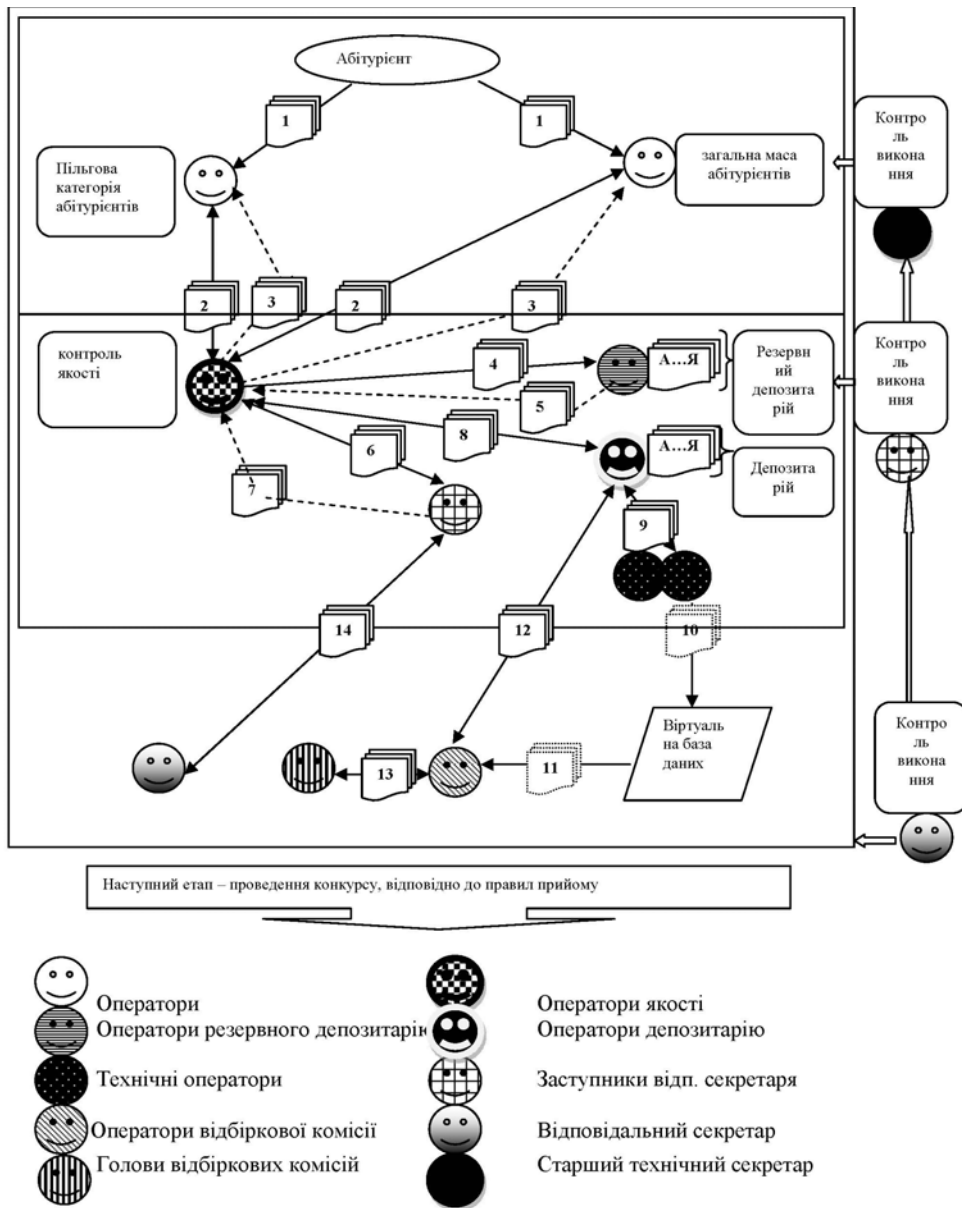 Абітурієнт
1
1
Пільгова
категорія
абітурієнтів
загальна маса
абітурієнтів
Контро
ль
викона
ння
2
3
2
3
контроль
якості
4
А…Я
Резервн
ий
депозита
рій
Контро
ль
викона
ння
5
8
6
А…Я
Депозита
рій
7
9
14
12
10
Віртуаль
на база
даних
13
11
Контро
ль
викона
ння
Наступний етап – проведення конкурсу, відповідно до правил прийому
Оператори
Оператори резервного депозитарію
Технічні оператори
Оператори відбіркової комісії
Голови відбіркових комісій
Оператори якості
Оператори депозитарію
Заступники відп. секретаря
Відповідальний секретар
Старший технічний секретар